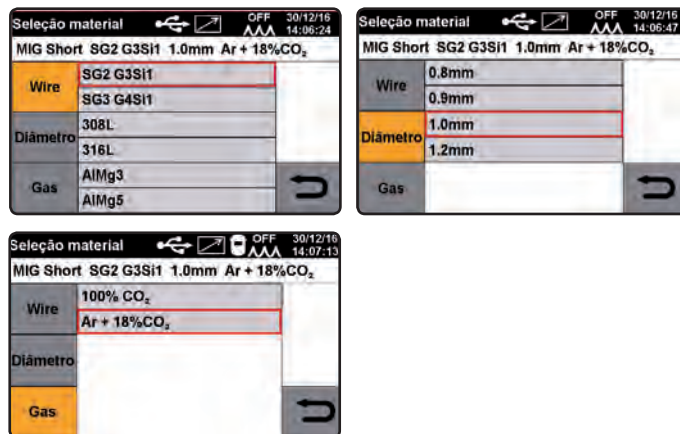 Seleção material OFF 30/12/16 14:06:24
MIG Short SG2 G3Si1 1.0mm Ar + 18%CO₂
Wire
Diâmetro
Gas
SG2 G3Si1
SG3 G4Si1
308L
316L
AlMg3
AlMg5
Seleção material OFF 30/12/16 14:06:47
MIG Short SG2 G3Si1 1.0mm Ar + 18%CO₂
Wire
Diâmetro
Gas
0.8mm
0.9mm
1.0mm
1.2mm
Seleção material OFF 30/12/16 14:07:13
MIG Short SG2 G3Si1 1.0mm Ar + 18%CO₂
Wire
Diâmetro
Gas
100% CO₂
Ar + 18%CO₂